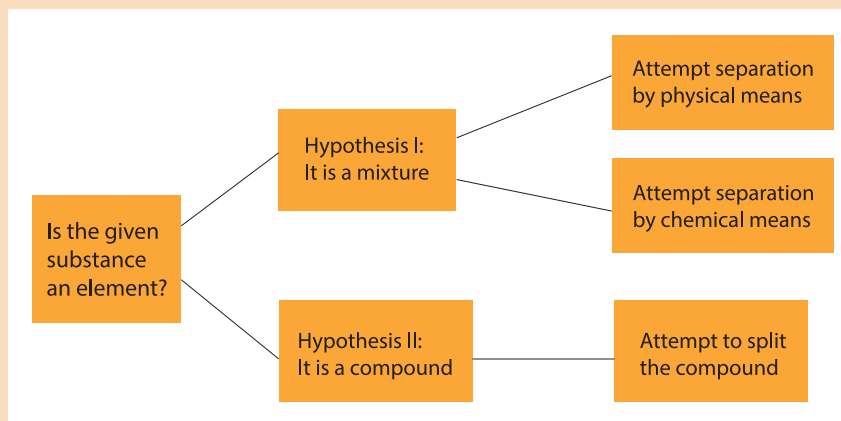 Is the given
substance
an element?
Hypothesis I:
It is a mixture
Attempt separation
by physical means
Attempt separation
by chemical means
Hypothesis II:
It is a compound
Attempt to split
the compound